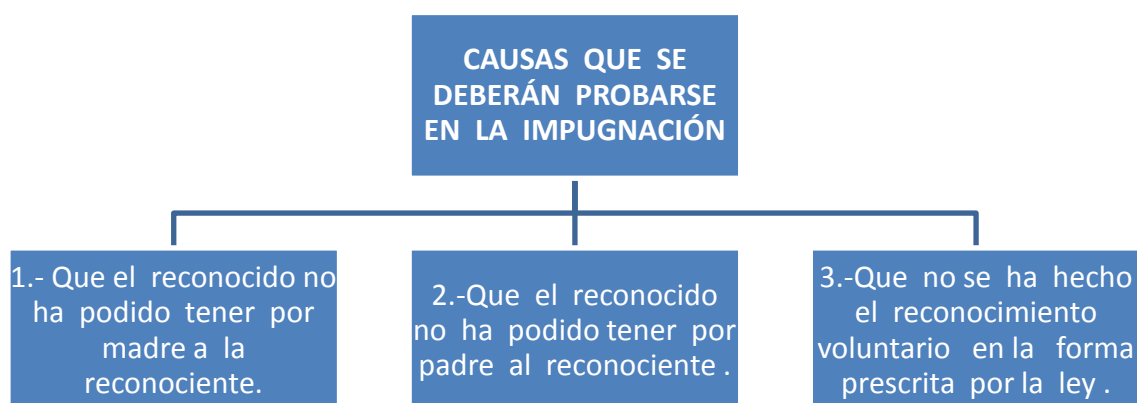 CAUSAS QUE SE
DEBERÁN PROBARSE
EN LA IMPUGNACIÓN
1.- Que el reconocido no
ha podido tener por
madre a la
reconociente.
2.-Que el reconocido
no ha podido tener por
padre al reconociente .
3.-Que no se ha hecho
el reconocimiento
voluntario en la forma
prescrita por la ley .